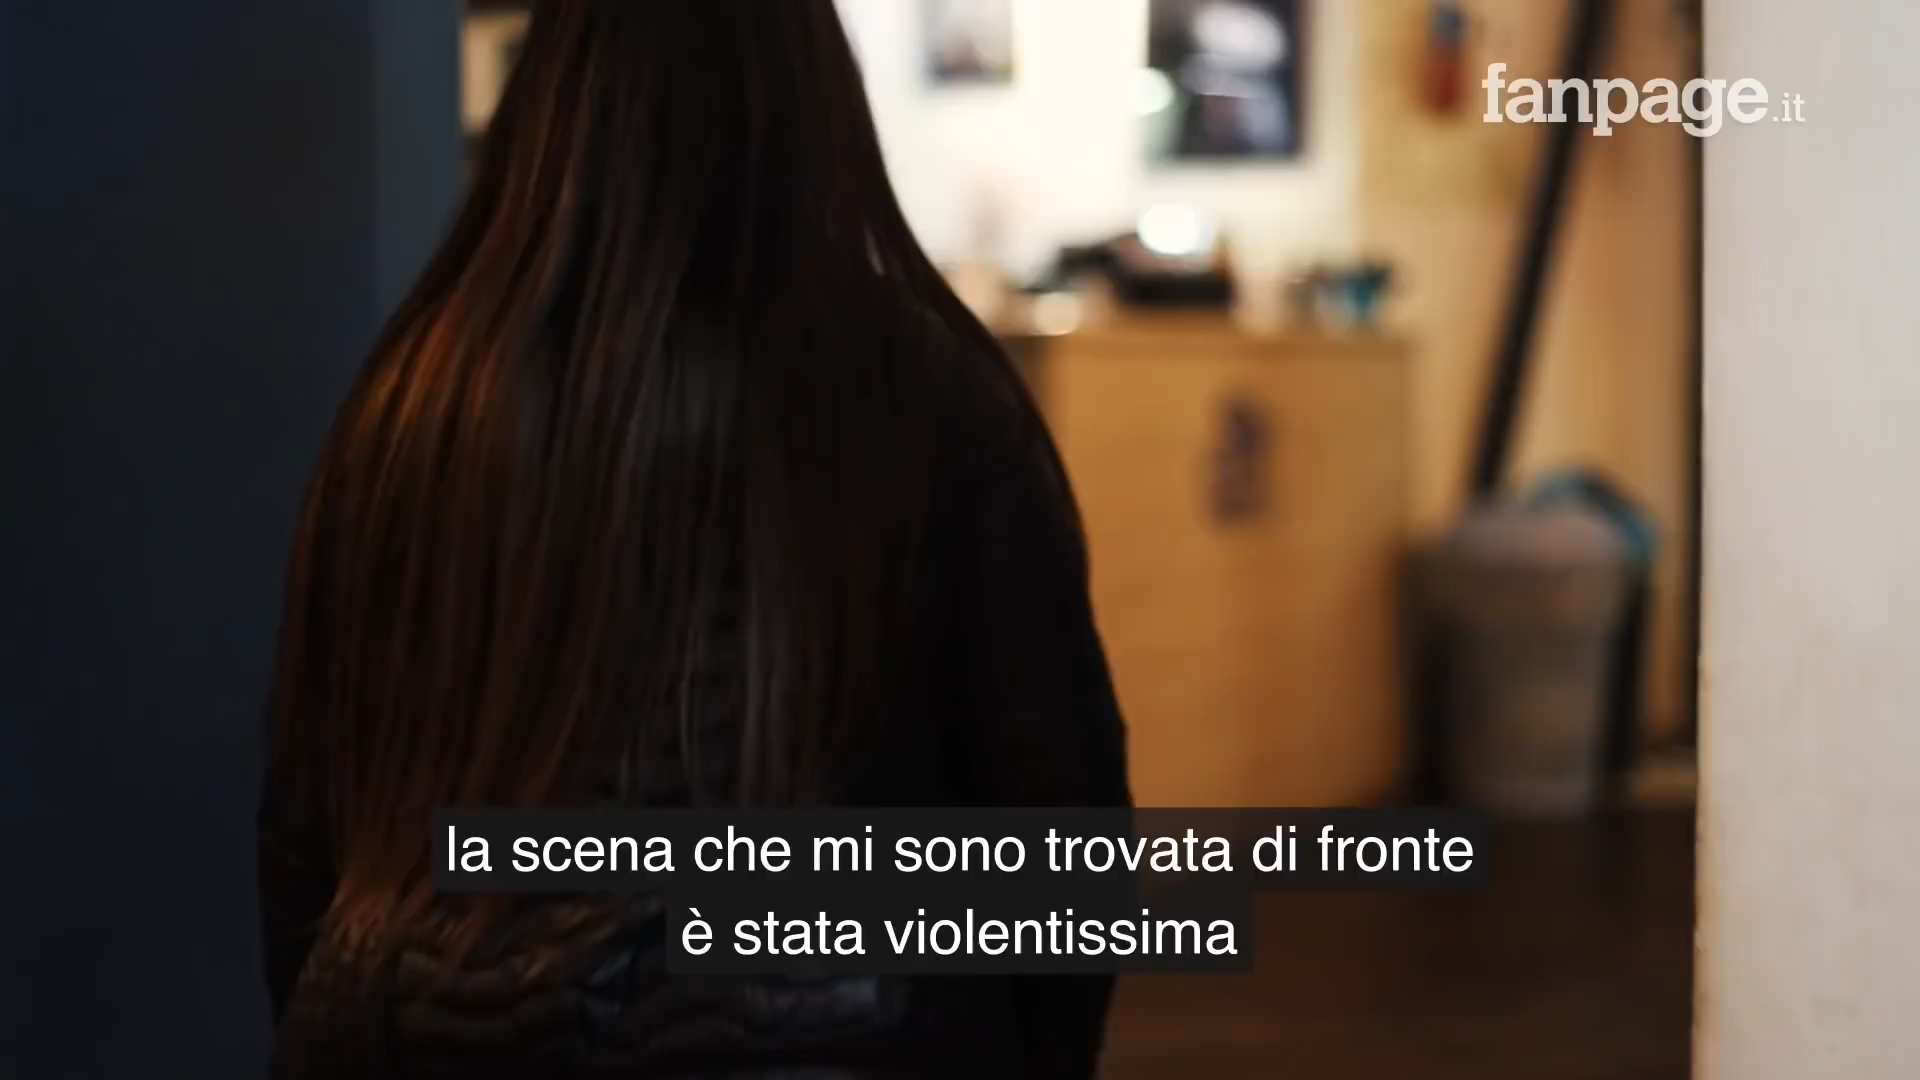 fanpage.it
la scena che mi sono trovata di fronte
è stata violentissima